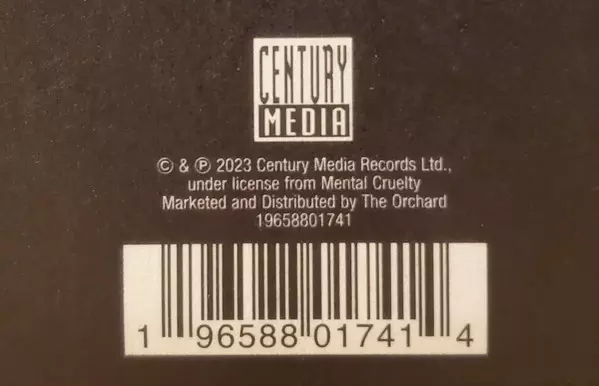 CENTURY
MEDIA
© & ℗ 2023 Century Media Records Ltd.,
under license from Mental Cruelty
Marketed and Distributed by The Orchard
19658801741
1 96588 01741 4